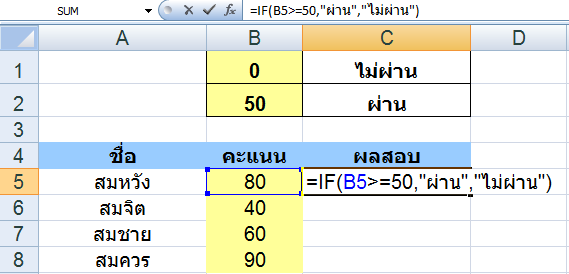 SUM =IF(B5>=50,"ผ่าน","ไม่ผ่าน")
A B C D
1 0 ไม่ผ่าน
2 50 ผ่าน
3
4 ชื่อ คะแนน ผลสอบ
5 สมหวัง 80 =IF(B5>=50,"ผ่าน","ไม่ผ่าน")
6 สมจิต 40
7 สมชาย 60
8 สมควร 90